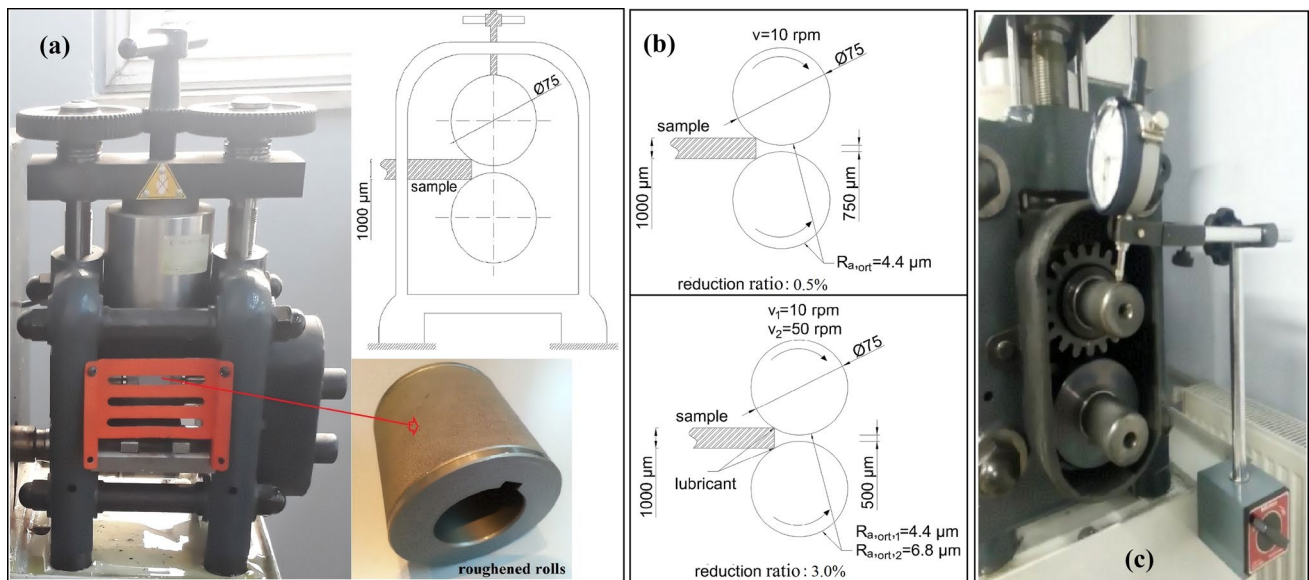 (a)
Ø75
sample
1000 µm
roughened rolls
(b)
v=10 rpm
Ø75
sample
1000 µm
750 µm
Ra,ort=4.4 µm
reduction ratio: 0.5%
v1=10 rpm
v2=50 rpm
Ø75
sample
lubricant
1000 µm
500 µm
Ra,ort,1=4.4 µm
Ra,ort,2=6.8 µm
reduction ratio: 3.0%
(c)